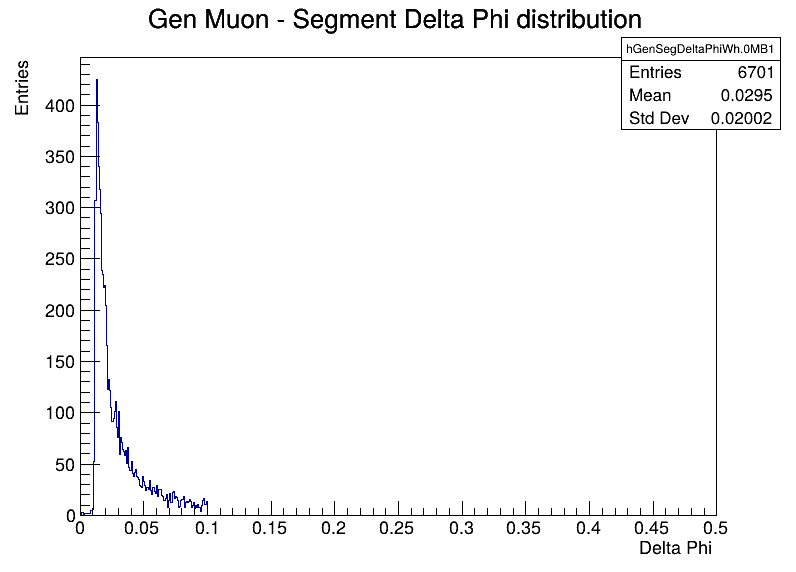 Gen Muon - Segment Delta Phi distribution
hGenSegDeltaPhiWh.0MB1
Entries 6701
Mean 0.0295
Std Dev 0.02002
Entries
400
350
300
250
200
150
100
50
0
0 0.05 0.1 0.15 0.2 0.25 0.3 0.35 0.4 0.45 0.5
Delta Phi